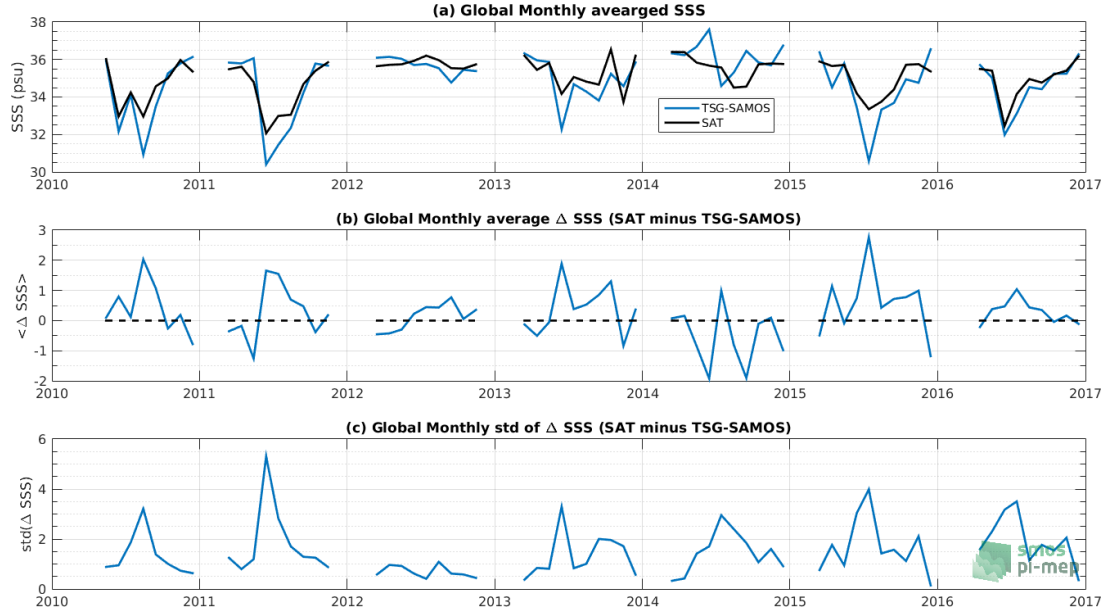 (a) Global Monthly avearged SSS
38
36
34
32
30
SSS (psu)
TSG-SAMOS
SAT
2010 2011 2012 2013 2014 2015 2016 2017
(b) Global Monthly average Δ SSS (SAT minus TSG-SAMOS)
3
2
1
0
-1
-2
<Δ SSS>
2010 2011 2012 2013 2014 2015 2016 2017
(c) Global Monthly std of Δ SSS (SAT minus TSG-SAMOS)
6
4
2
0
std(Δ SSS)
2010 2011 2012 2013 2014 2015 2016 2017
smos
pi-mep